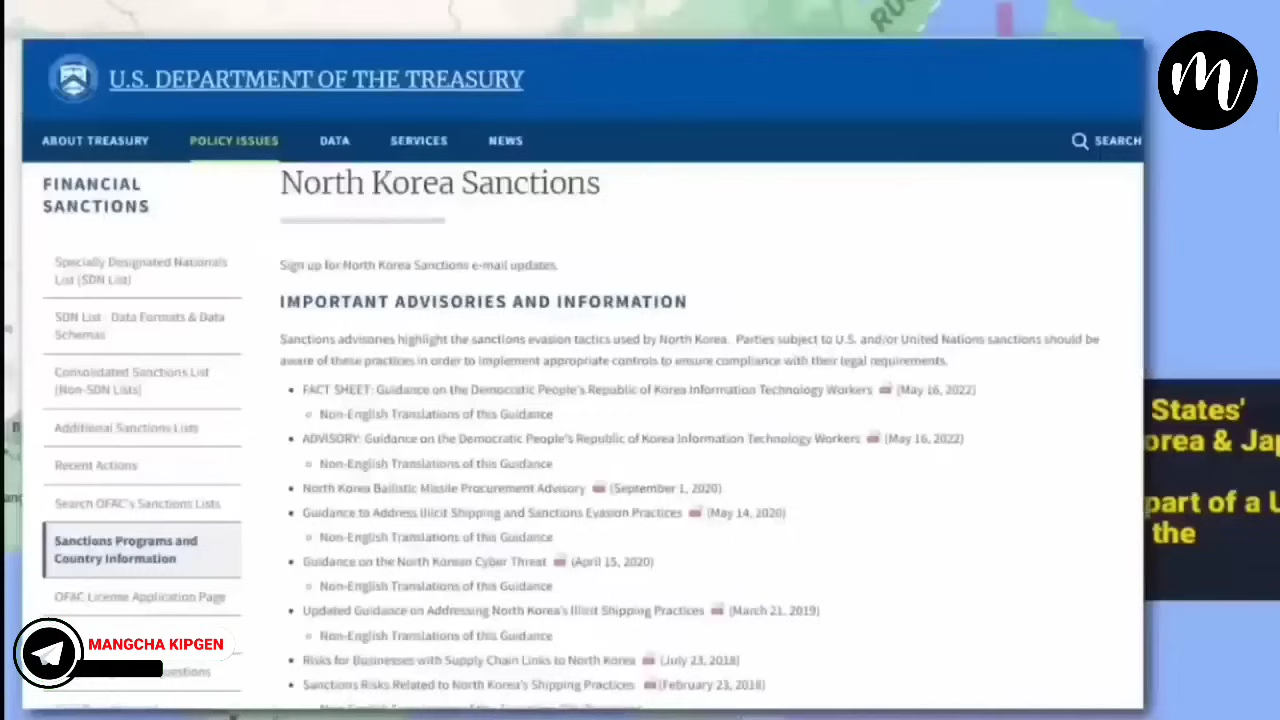 RUS
U.S. DEPARTMENT OF THE TREASURY
ABOUT TREASURY POLICY ISSUES DATA SERVICES NEWS SEARCH
FINANCIAL
SANCTIONS
Specially Designated Nationals
List (SDN List)
SDN List - Data Formats & Data
Schemas
Consolidated Sanctions List
(Non-SDN Lists)
Additional Sanctions Lists
Recent Actions
Search OFAC's Sanctions Lists
Sanctions Programs and
Country Information
OFAC License Application Page
North Korea Sanctions
Sign up for North Korea Sanctions e-mail updates.
IMPORTANT ADVISORIES AND INFORMATION
Sanctions advisories highlight the sanctions evasion tactics used by North Korea. Parties subject to U.S. and/or United Nations sanctions should be
aware of these practices in order to implement appropriate controls to ensure compliance with their legal requirements.
• FACT SHEET: Guidance on the Democratic People's Republic of Korea Information Technology Workers (May 16, 2022)
Non-English Translations of this Guidance
• ADVISORY: Guidance on the Democratic People's Republic of Korea Information Technology Workers (May 16, 2022)
Non-English Translations of this Guidance
• North Korea Ballistic Missile Procurement Advisory (September 1, 2020)
• Guidance to Address Illicit Shipping and Sanctions Evasion Practices (May 14, 2020)
Non-English Translations of this Guidance
• Guidance on the North Korean Cyber Threat (April 15, 2020)
Non-English Translations of this Guidance
• Updated Guidance on Addressing North Korea's Illicit Shipping Practices (March 21, 2019)
Non-English Translations of this Guidance
• Risks for Businesses with Supply Chain Links to North Korea (July 23, 2018)
• Sanctions Risks Related to North Korea's Shipping Practices (February 23, 2018)
States'
orea & Jap
part of a U
the
m
MANGCHA KIPGEN